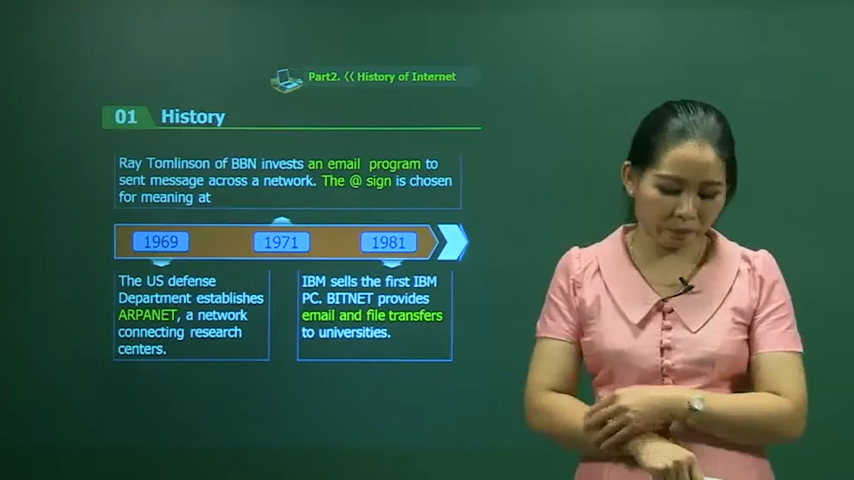 Part2. 《 History of Internet
01 History
Ray Tomlinson of BBN invests an email program to
sent message across a network. The @ sign is chosen
for meaning at
1969 1971 1981
The US defense
Department establishes
ARPANET, a network
connecting research
centers.
IBM sells the first IBM
PC. BITNET provides
email and file transfers
to universities.